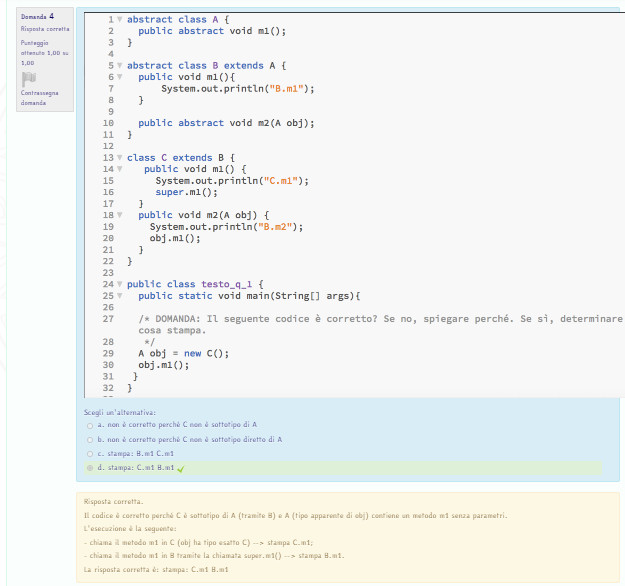 Domanda 4
Risposta corretta
Punteggio
ottenuto 1,00 su
1,00
Contrassegna
domanda
1 abstract class A {
2 public abstract void m1();
3 }
4
5 abstract class B extends A {
6 public void m1(){
7 System.out.println("B.m1");
8 }
9
10 public abstract void m2(A obj);
11 }
12
13 class C extends B {
14 public void m1() {
15 System.out.println("C.m1");
16 super.m1();
17 }
18 public void m2(A obj) {
19 System.out.println("B.m2");
20 obj.m1();
21 }
22 }
23
24 public class testo_q_1 {
25 public static void main(String[] args){
26
27 /* DOMANDA: Il seguente codice è corretto? Se no, spiegare perché. Se si, determinare
cosa stampa.
28 */
29 A obj = new C();
30 obj.m1();
31 }
32 }
Scegli un'alternativa:
a. non é corretto perché C non é sottotipo di A
b. non é corretto perché C non é sottotipo diretto di A
c. stampa: B.m1 C.m1
d. stampa: C.m1 B.m1
Risposta corretta.
Il codice é corretto perché C é sottotipo di A (tramite B) e A (tipo apparente di obj) contiene un metodo m1 senza parametri.
L'esecuzione é la seguente:
- chiama il metodo m1 in C (obj ha tipo esatto C) --> stampa C.m1;
- chiama il metodo m1 in B tramite la chiamata super.m1() --> stampa B.m1.
La risposta corretta é: stampa: C.m1 B.m1